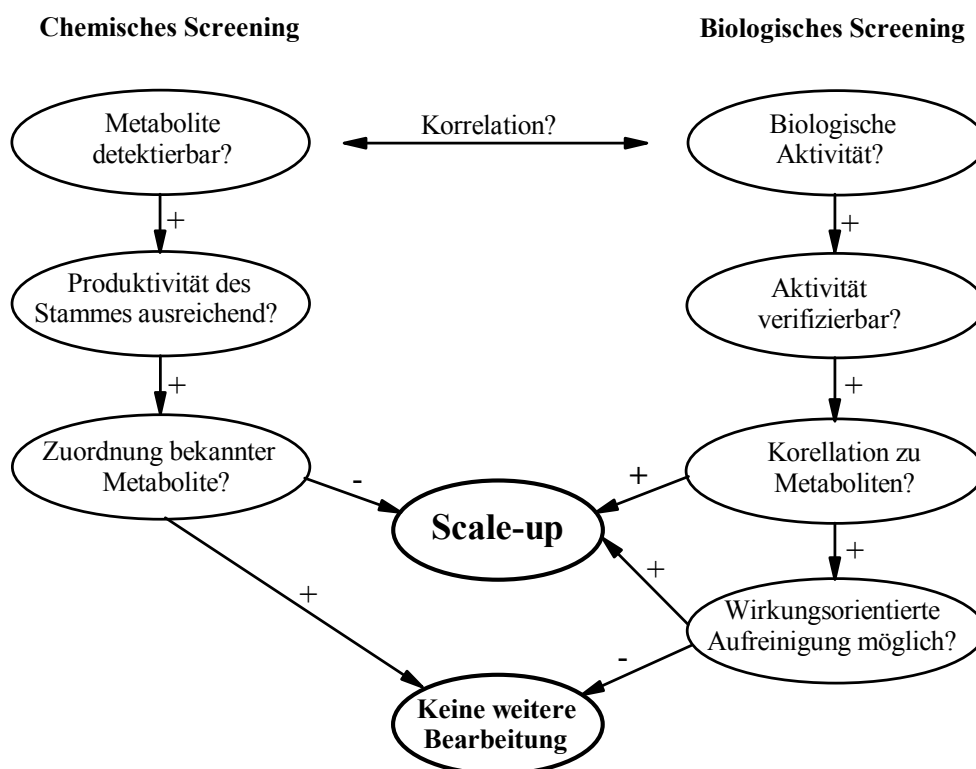 Chemisches Screening
Biologisches Screening
Metabolite
detektierbar?
Korrelation?
Biologische
Aktivität?
+
+
Produktivität des
Stammes ausreichend?
Aktivität
verifizierbar?
+
+
Zuordnung bekannter
Metabolite?
Korellation zu
Metaboliten?
-
+
Scale-up
+
+
+
Wirkungsorientierte
Aufreinigung möglich?
-
Keine weitere
Bearbeitung